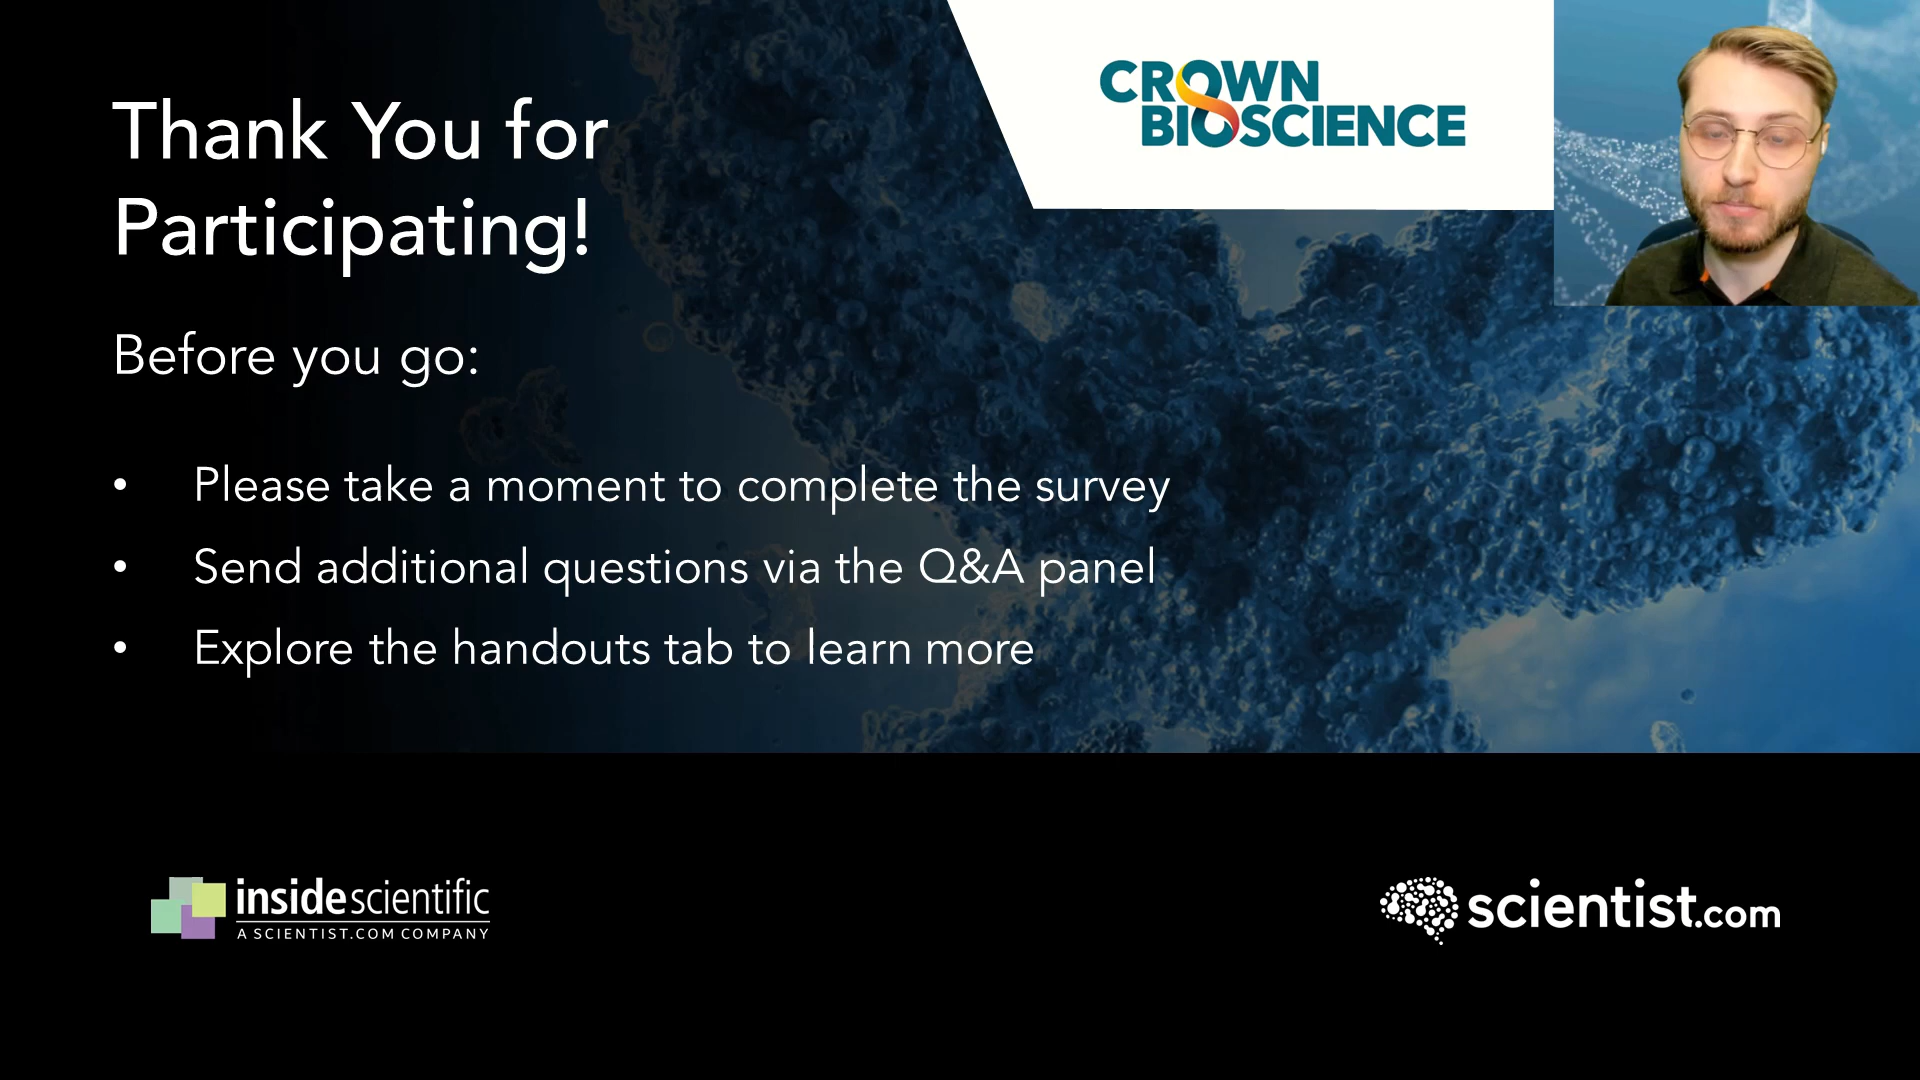 Thank You for
Participating!
CROWN
BIOSCIENCE
Before you go:
• Please take a moment to complete the survey
• Send additional questions via the Q&A panel
• Explore the handouts tab to learn more
insidescientific
A SCIENTIST.COM COMPANY
scientist.com